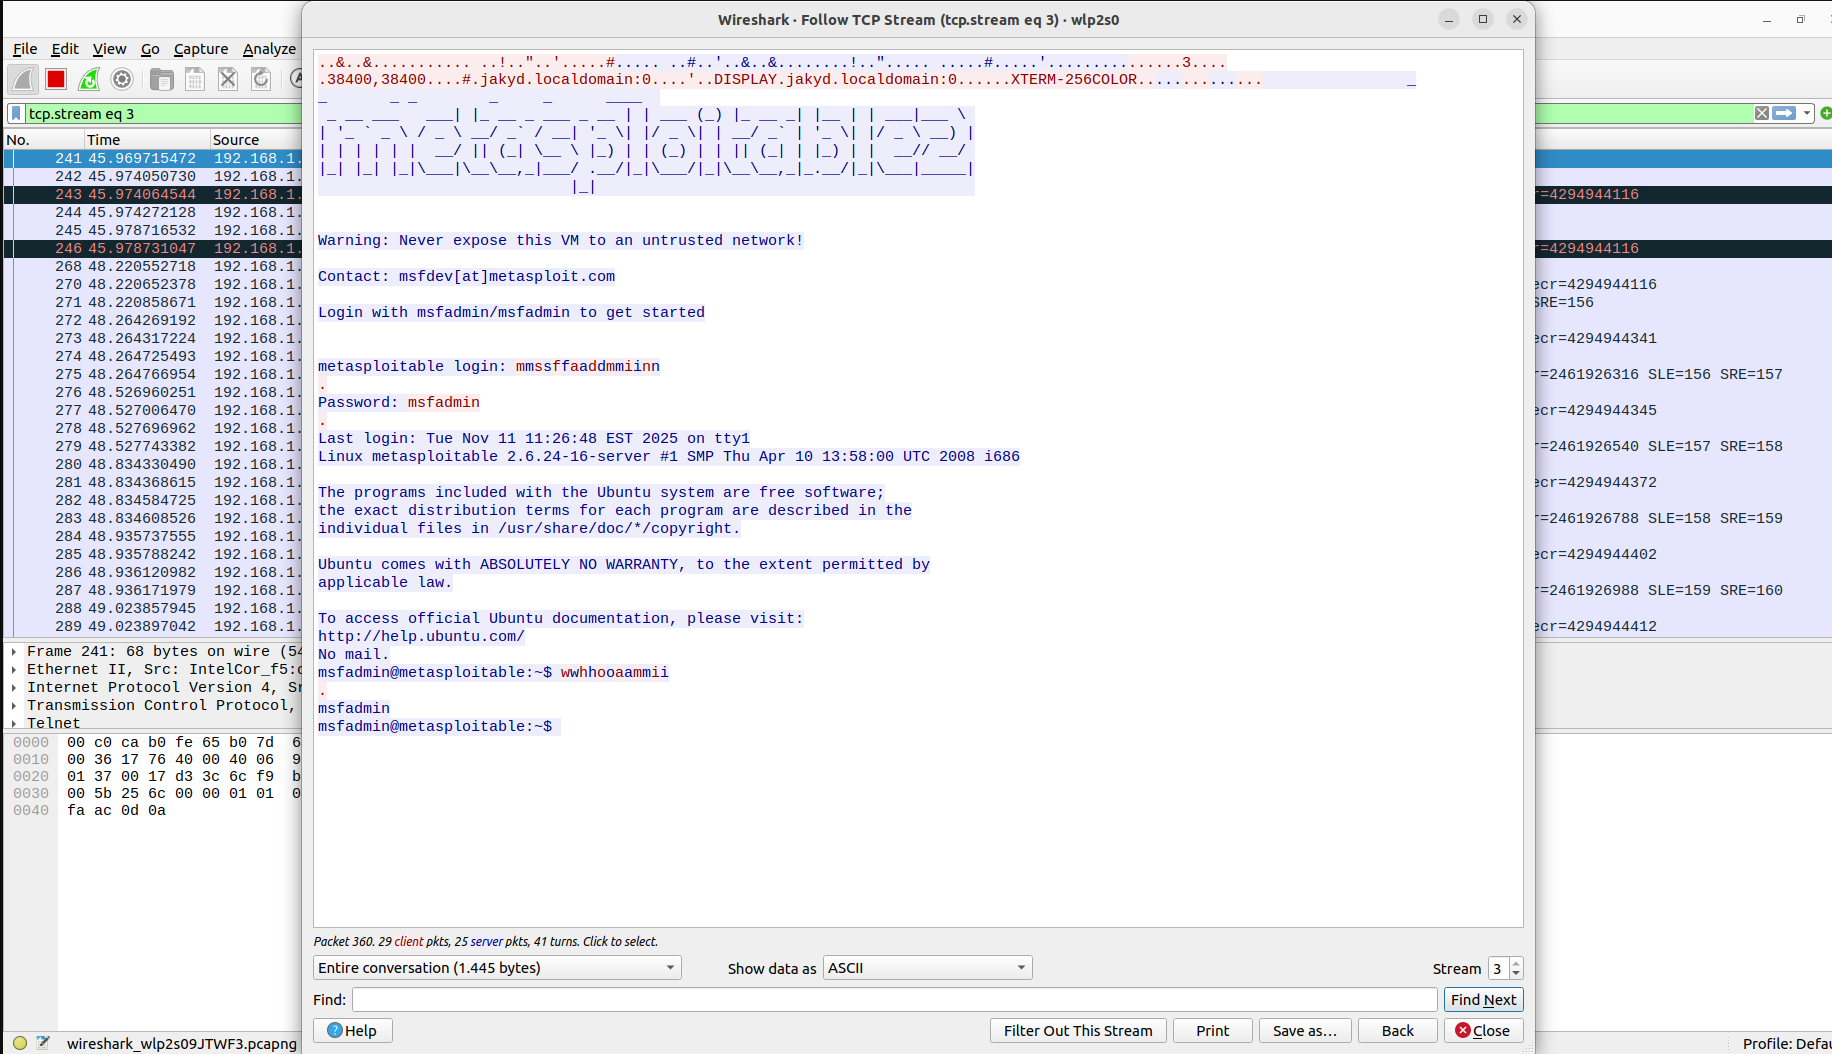 Wireshark · Follow TCP Stream (tcp.stream eq 3) · wlp2s0
File Edit View Go Capture Analyze
tcp.stream eq 3
No. Time Source
241 45.969715472 192.168.1.
242 45.974050730 192.168.1.
243 45.974064544 192.168.1. r=4294944116
244 45.974272128 192.168.1.
245 45.978716532 192.168.1.
246 45.978731047 192.168.1. r=4294944116
268 48.220552718 192.168.1.
270 48.220652378 192.168.1. ecr=4294944116
271 48.220858671 192.168.1. SRE=156
272 48.264269192 192.168.1.
273 48.264317224 192.168.1. ecr=4294944341
274 48.264725493 192.168.1.
275 48.264766954 192.168.1. r=2461926316 SLE=156 SRE=157
276 48.526960251 192.168.1.
277 48.527006470 192.168.1. ecr=4294944345
278 48.527696962 192.168.1.
279 48.527743382 192.168.1. r=2461926540 SLE=157 SRE=158
280 48.834330490 192.168.1.
281 48.834368615 192.168.1. ecr=4294944372
282 48.834584725 192.168.1.
283 48.834608526 192.168.1. r=2461926788 SLE=158 SRE=159
284 48.935737555 192.168.1.
285 48.935788242 192.168.1. ecr=4294944402
286 48.936120982 192.168.1.
287 48.936171979 192.168.1. r=2461926988 SLE=159 SRE=160
288 49.023857945 192.168.1.
289 49.023897042 192.168.1. ecr=4294944412
Frame 241: 68 bytes on wire (54
Ethernet II, Src: IntelCor_f5:c
Internet Protocol Version 4, Sr
Transmission Control Protocol,
Telnet
0000 00 c0 ca b0 fe 65 b0 7d 6
0010 00 36 17 76 40 00 40 06 9
0020 01 37 00 17 d3 3c 6c f9 b
0030 00 5b 25 6c 00 00 01 01 0
0040 fa ac 0d 0a
..&..&........... ..!.."..'.....#..... ..#..'..&..&........!.."..... .....#.....'..................3....
.38400,38400....#.jakyd.localdomain:0....'..DISPLAY.jakyd.localdomain:0......XTERM-256COLOR..............
metasploitable 2
Warning: Never expose this VM to an untrusted network!
Contact: msfdev[at]metasploit.com
Login with msfadmin/msfadmin to get started
metasploitable login: mmssffaaddmmiinn
.
Password: msfadmin
.
Last login: Tue Nov 11 11:26:48 EST 2025 on tty1
Linux metasploitable 2.6.24-16-server #1 SMP Thu Apr 10 13:58:00 UTC 2008 i686
The programs included with the Ubuntu system are free software;
the exact distribution terms for each program are described in the
individual files in /usr/share/doc/*/copyright.
Ubuntu comes with ABSOLUTELY NO WARRANTY, to the extent permitted by
applicable law.
To access official Ubuntu documentation, please visit:
http://help.ubuntu.com/
No mail.
msfadmin@metasploitable:~$ wwhhooaammii
.
msfadmin
msfadmin@metasploitable:~$
Packet 360. 29 client pkts, 25 server pkts, 41 turns. Click to select.
Entire conversation (1.445 bytes) Show data as ASCII Stream 3
Find: Find Next
Help Filter Out This Stream Print Save as… Back Close
wireshark_wlp2s09JTWF3.pcapng Profile: Defau